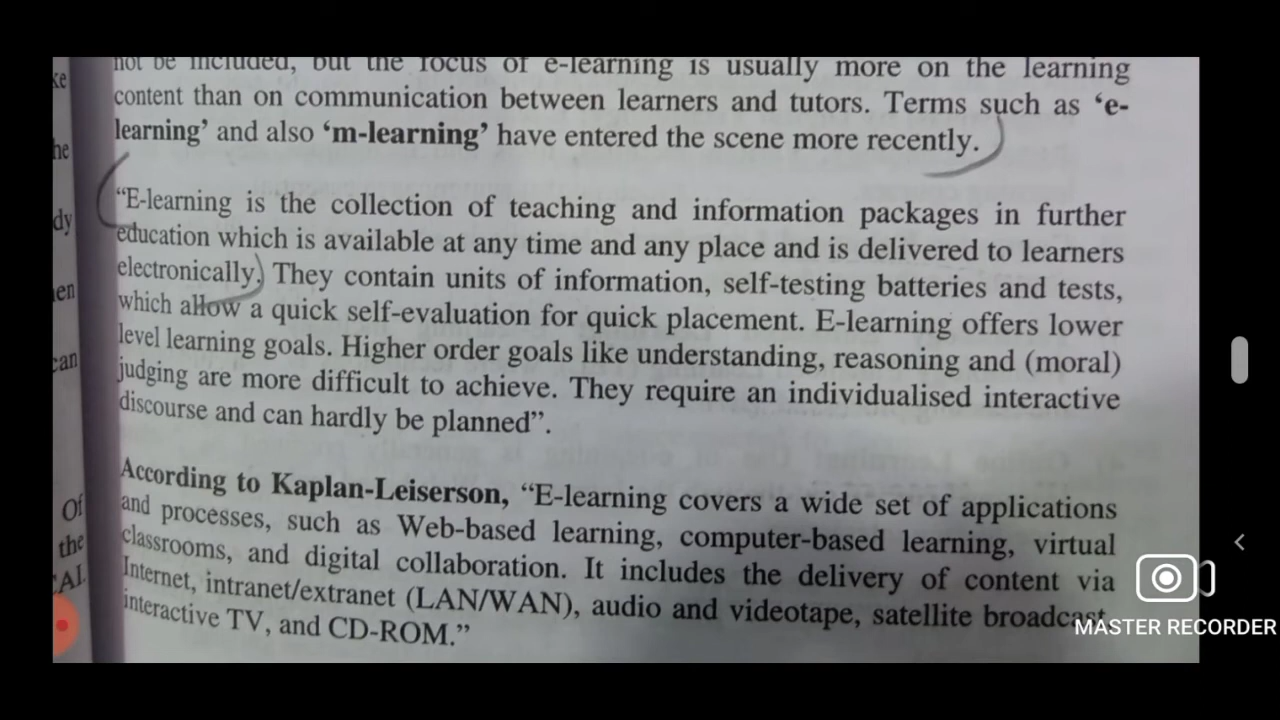 not be included, but the focus of e-learning is usually more on the learning
content than on communication between learners and tutors. Terms such as ‘e-
learning’ and also ‘m-learning’ have entered the scene more recently.
“E-learning is the collection of teaching and information packages in further
education which is available at any time and any place and is delivered to learners
electronically. They contain units of information, self-testing batteries and tests,
which allow a quick self-evaluation for quick placement. E-learning offers lower
level learning goals. Higher order goals like understanding, reasoning and (moral)
judging are more difficult to achieve. They require an individualised interactive
discourse and can hardly be planned”.
According to Kaplan-Leiserson, “E-learning covers a wide set of applications
and processes, such as Web-based learning, computer-based learning, virtual
classrooms, and digital collaboration. It includes the delivery of content via
Internet, intranet/extranet (LAN/WAN), audio and videotape, satellite broadcast,
interactive TV, and CD-ROM.”
Of
the
MASTER RECORDER